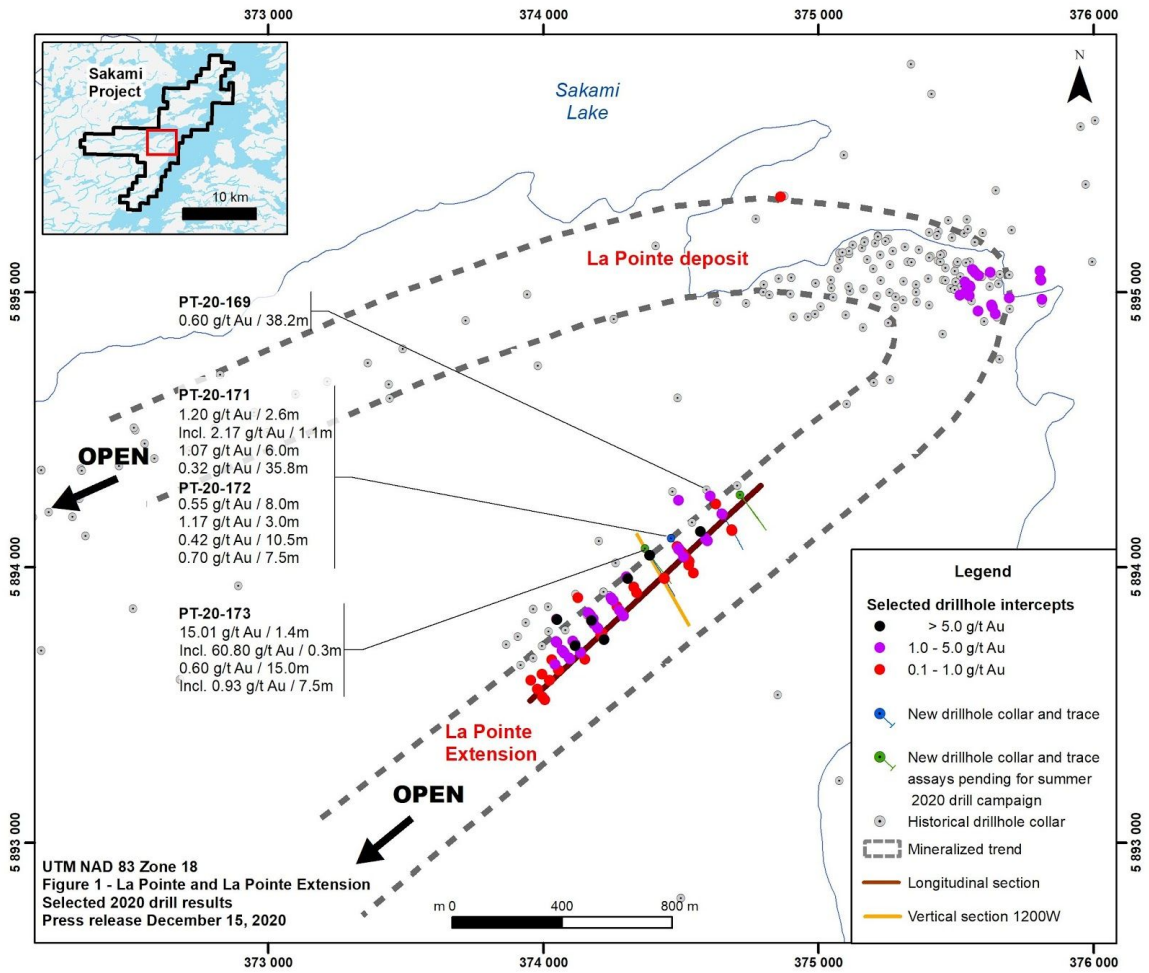 373 000
374 000
375 000
376 000
Sakami
Project
10 km
Sakami
Lake
N
5 895 000
5 895 000
La Pointe deposit
PT-20-169
0.60 g/t Au / 38.2m
PT-20-171
1.20 g/t Au / 2.6m
Incl. 2.17 g/t Au / 1.1m
1.07 g/t Au / 6.0m
0.32 g/t Au / 35.8m
PT-20-172
0.55 g/t Au / 8.0m
1.17 g/t Au / 3.0m
0.42 g/t Au / 10.5m
0.70 g/t Au / 7.5m
OPEN
5 894 000
5 894 000
PT-20-173
15.01 g/t Au / 1.4m
Incl. 60.80 g/t Au / 0.3m
0.60 g/t Au / 15.0m
Incl. 0.93 g/t Au / 7.5m
La Pointe
Extension
OPEN
5 893 000
5 893 000
Legend
Selected drillhole intercepts
> 5.0 g/t Au
1.0 - 5.0 g/t Au
0.1 - 1.0 g/t Au
New drillhole collar and trace
New drillhole collar and trace
assays pending for summer
2020 drill campaign
Historical drillhole collar
Mineralized trend
Longitudinal section
Vertical section 1200W
UTM NAD 83 Zone 18
Figure 1 - La Pointe and La Pointe Extension
Selected 2020 drill results
Press release December 15, 2020
m 0 400 800 m
373 000
374 000
375 000
376 000